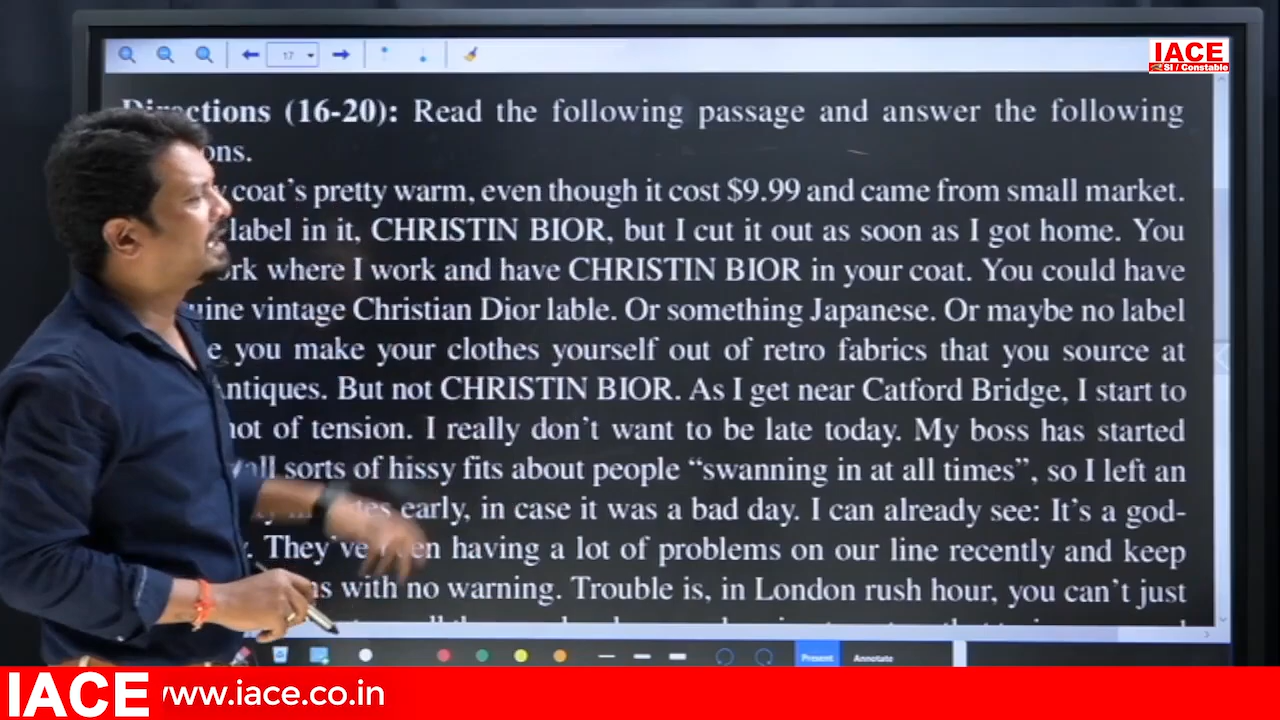 17
IACE
SI / Constable
Directions (16-20): Read the following passage and answer the following
ons.
coat's pretty warm, even though it cost $9.99 and came from small market.
label in it, CHRISTIN BIOR, but I cut it out as soon as I got home. You
ork where I work and have CHRISTIN BIOR in your coat. You could have
uine vintage Christian Dior lable. Or something Japanese. Or maybe no label
e you make your clothes yourself out of retro fabrics that you source at
Antiques. But not CHRISTIN BIOR. As I get near Catford Bridge, I start to
not of tension. I really don't want to be late today. My boss has started
all sorts of hissy fits about people “swanning in at all times”, so I left an
early, in case it was a bad day. I can already see: It's a god-
. They've been having a lot of problems on our line recently and keep
ns with no warning. Trouble is, in London rush hour, you can't just
Present Annotate
IACE www.iace.co.in